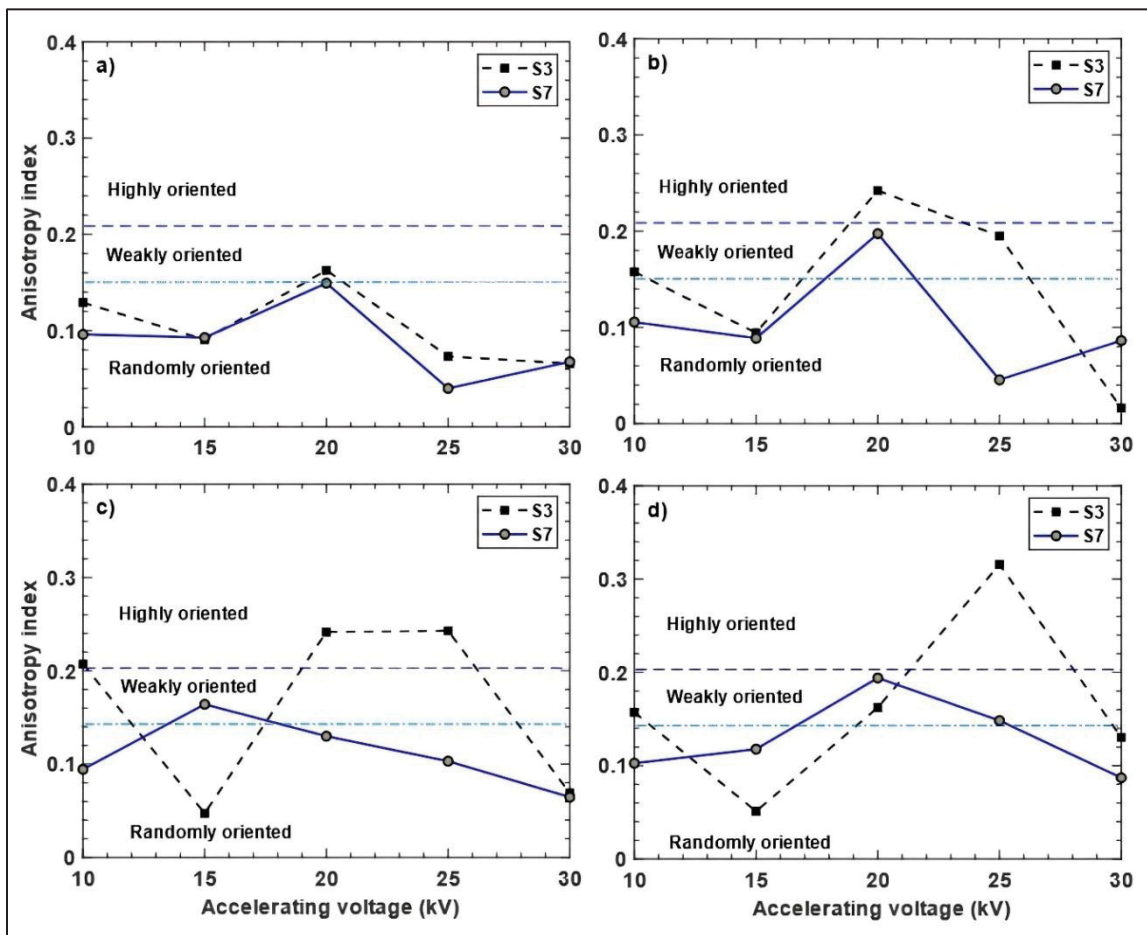 a)
S3
S7
0.4
0.3
0.2
0.1
0
Anisotropy index
Highly oriented
Weakly oriented
Randomly oriented
10 15 20 25 30
b)
S3
S7
0.4
0.3
0.2
0.1
0
Highly oriented
Weakly oriented
Randomly oriented
10 15 20 25 30
c)
S3
S7
0.4
0.3
0.2
0.1
0
Anisotropy index
Highly oriented
Weakly oriented
Randomly oriented
10 15 20 25 30
Accelerating voltage (kV)
d)
S3
S7
0.4
0.3
0.2
0.1
0
Highly oriented
Weakly oriented
Randomly oriented
10 15 20 25 30
Accelerating voltage (kV)